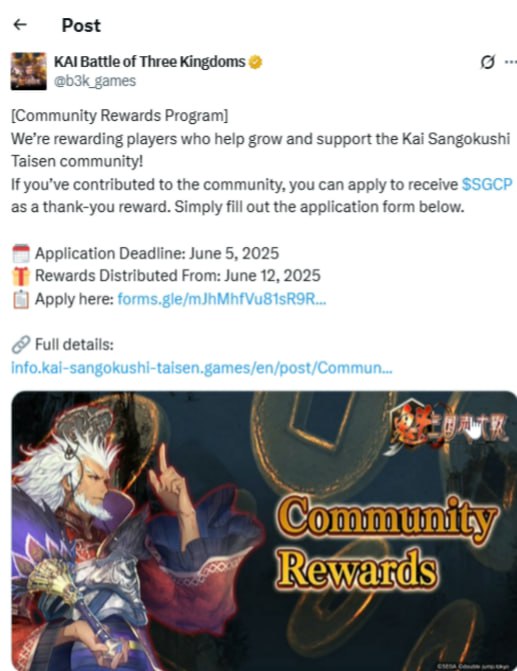 Post
KAI Battle of Three Kingdoms
@b3k_games
[Community Rewards Program]
We're rewarding players who help grow and support the Kai Sangokushi
Taisen community!
If you've contributed to the community, you can apply to receive $SGCP
as a thank-you reward. Simply fill out the application form below.
Application Deadline: June 5, 2025
Rewards Distributed From: June 12, 2025
Apply here: forms.gle/mJhMhfVu81sR9R...
Full details:
info.kai-sangokushi-taisen.games/en/post/Commun...
Community
Rewards